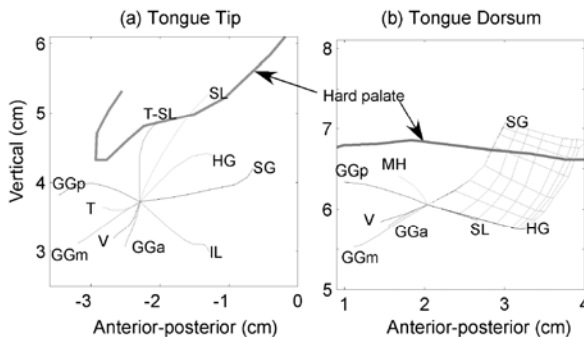 (a) Tongue Tip
(b) Tongue Dorsum
6
5
4
3
Vertical (cm)
T-SL
SL
Hard palate
HG
SG
GGp
T
V
GGm
GGa
IL
-3
-2
-1
0
Anterior-posterior (cm)
8
7
6
5
SG
GGp
MH
V
GGa
SL
HG
GGm
1
2
3
4
Anterior-posterior (cm)